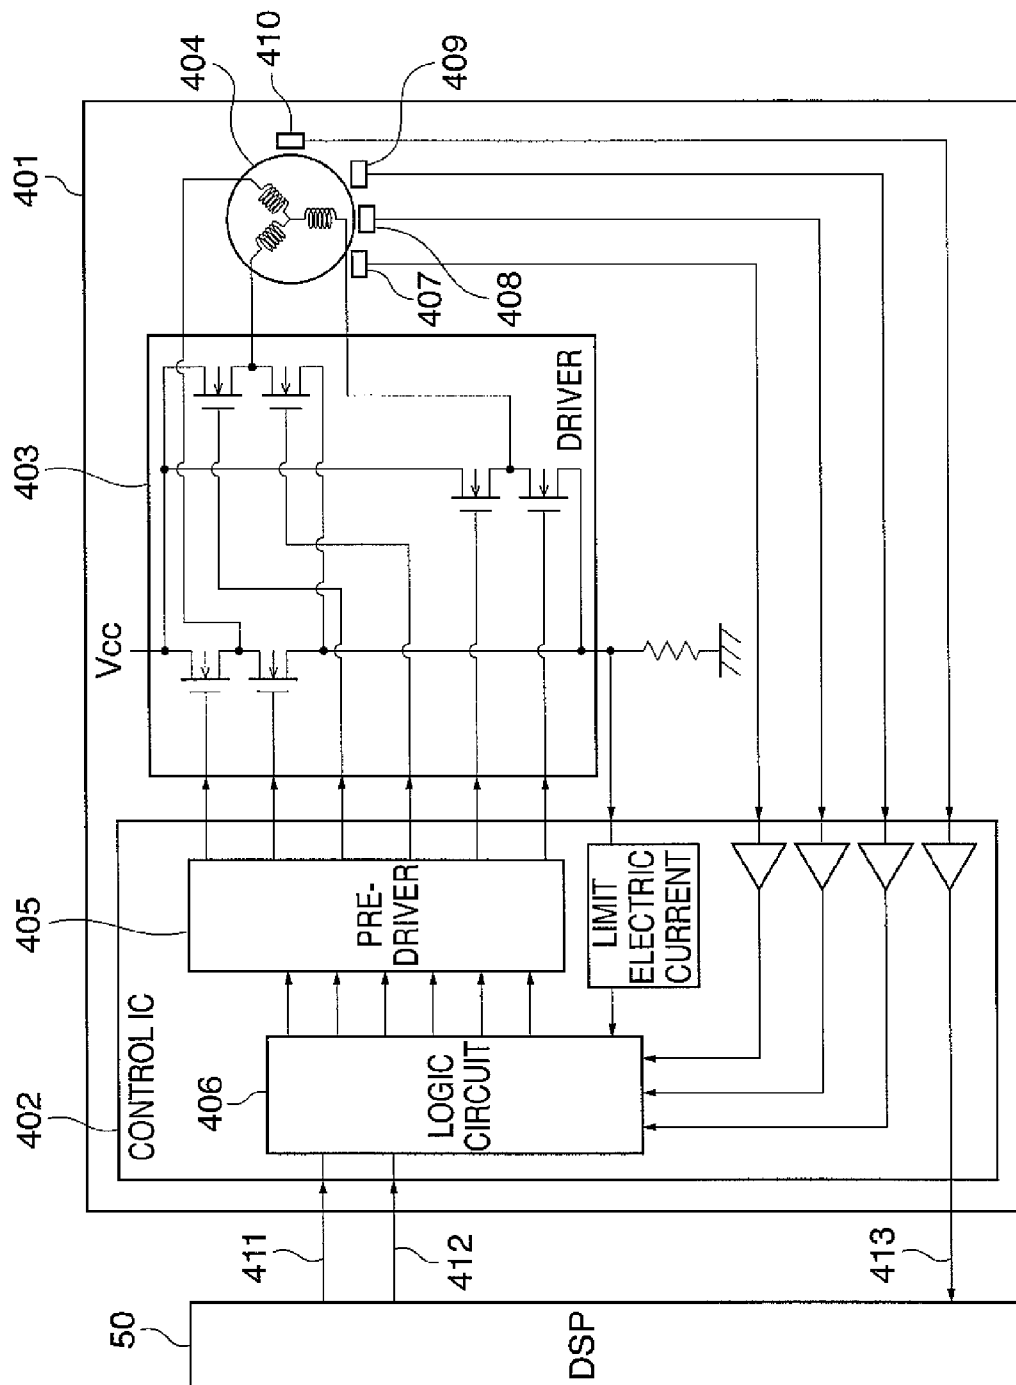 401
404
410
409
407
408
403
Vcc
DRIVER
402
CONTROL IC
405
PRE-
DRIVER
406
LOGIC
CIRCUIT
LIMIT
ELECTRIC
CURRENT
411
412
413
50
DSP